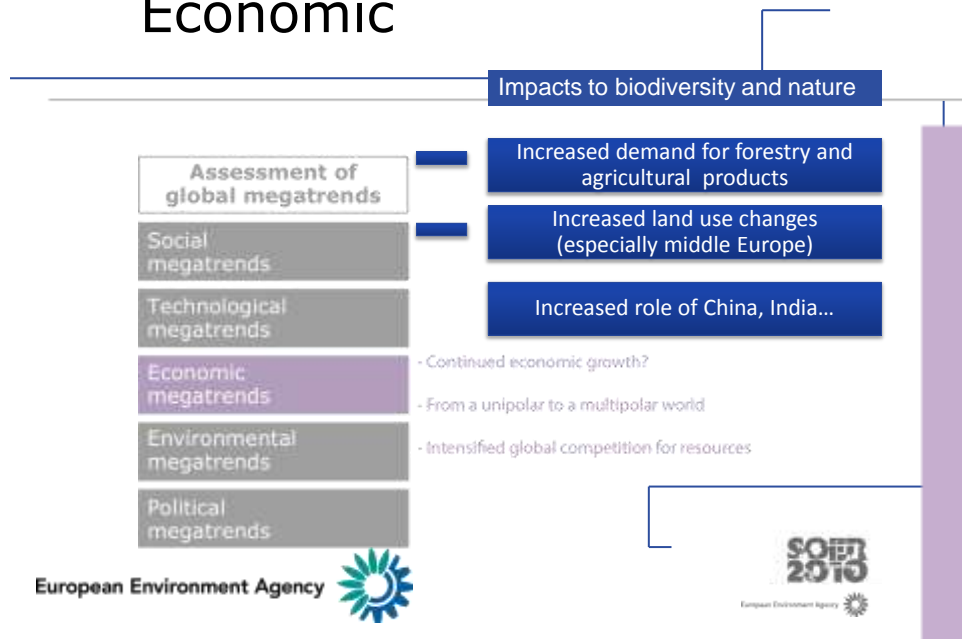 Economic
Impacts to biodiversity and nature
Increased demand for forestry and
agricultural products
Increased land use changes
(especially middle Europe)
Increased role of China, India…
Assessment of
global megatrends
Social
megatrends
Technological
megatrends
Economic
megatrends
- Continued economic growth?
- From a unipolar to a multipolar world
- Intensified global competition for resources
Environmental
megatrends
Political
megatrends
European Environment Agency
SOER
2010
European Environment Agency